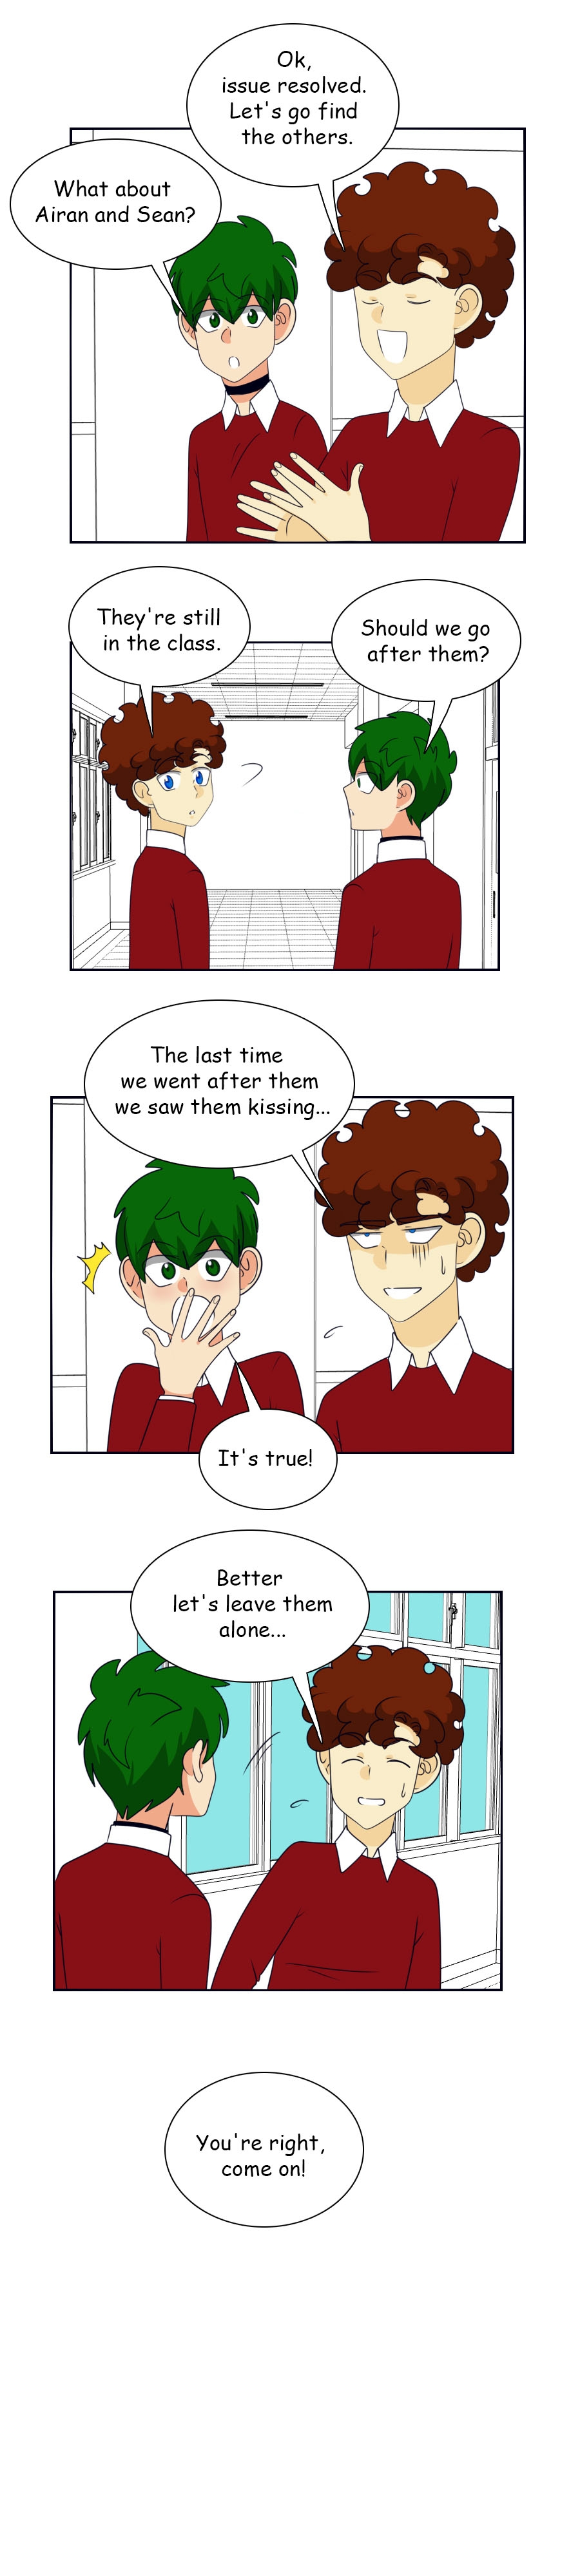 Ok,
issue resolved.
Let's go find
the others.
What about
Airan and Sean?
They're still
in the class.
Should we go
after them?
The last time
we went after them
we saw them kissing...
It's true!
Better
let's leave them
alone...
You're right,
come on!